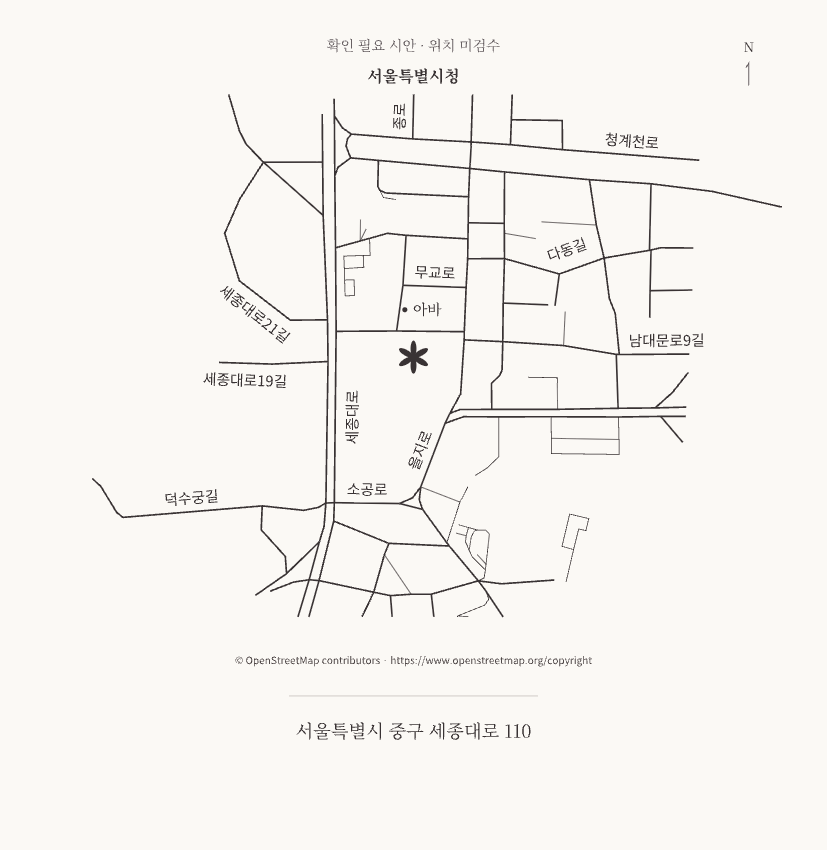 확인 필요 시안 · 위치 미검수
N
서울특별시청
종로
청계천로
다동길
무교로
세종대로21길
아바
남대문로9길
세종대로19길
세종대로
을지로
소공로
덕수궁길
© OpenStreetMap contributors · https://www.openstreetmap.org/copyright
서울특별시 중구 세종대로 110